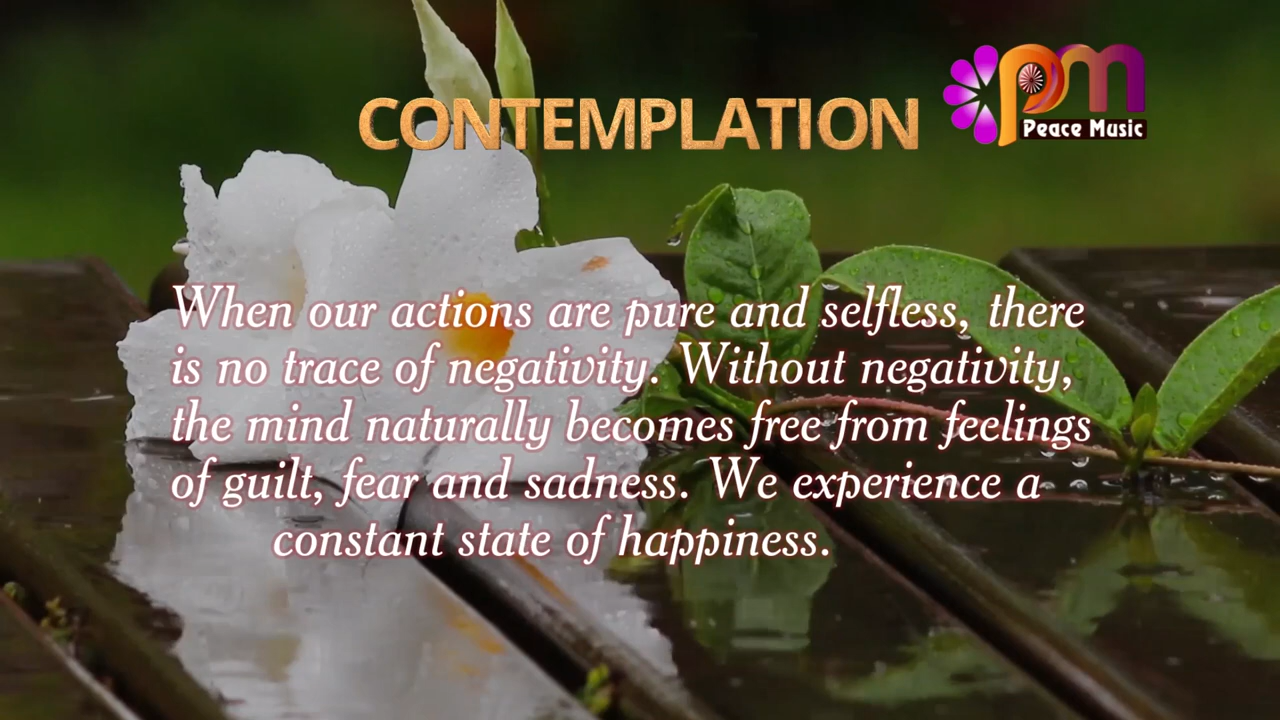 CONTEMPLATION
pm
Peace Music
When our actions are pure and selfless, there
is no trace of negativity. Without negativity,
the mind naturally becomes free from feelings
of guilt, fear and sadness. We experience a
constant state of happiness.